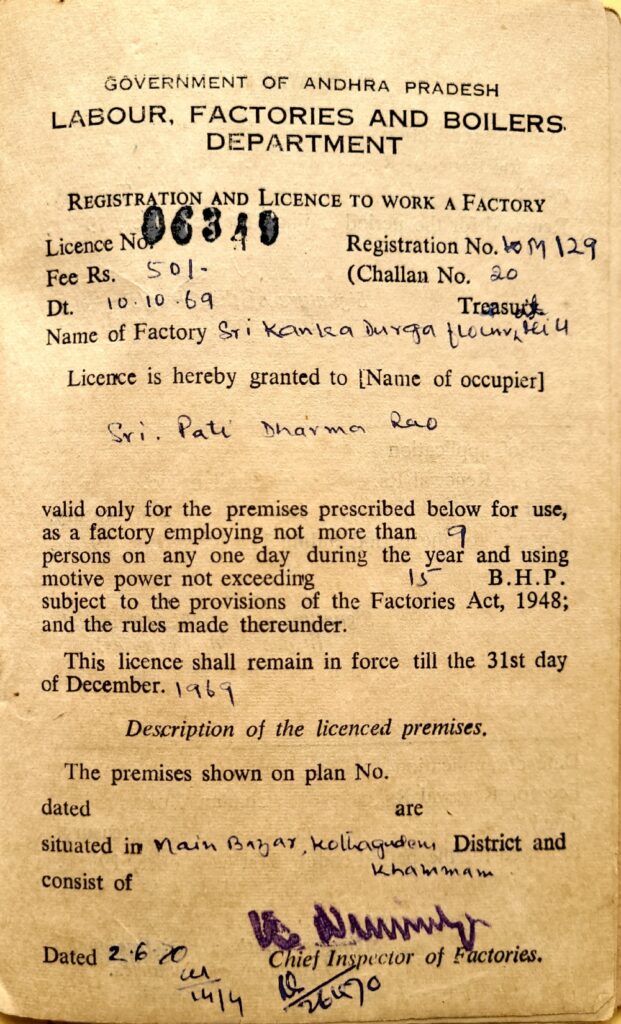 GOVERNMENT OF ANDHRA PRADESH
LABOUR, FACTORIES AND BOILERS.
DEPARTMENT
REGISTRATION AND LICENCE TO WORK A FACTORY
Licence No. 06349 Registration No. WM 129
Fee Rs. 50/- (Challan No. 20
Dt. 10.10.69
Name of Factory Sri Kanka Durga flour Mill
Licence is hereby granted to [Name of occupier]
Sri. Pati Dharma Rao
valid only for the premises prescribed below for use,
as a factory employing not more than 9
persons on any one day during the year and using
motive power not exceeding 15 B.H.P.
subject to the provisions of the Factories Act, 1948;
and the rules made thereunder.
This licence shall remain in force till the 31st day
of December. 1969
Description of the licenced premises.
The premises shown on plan No.
dated are
situated in Main Bazar, Kothagudem District and
Khammam
consist of
Dated 2.6.70 Chief Inspector of Factories.
14/4